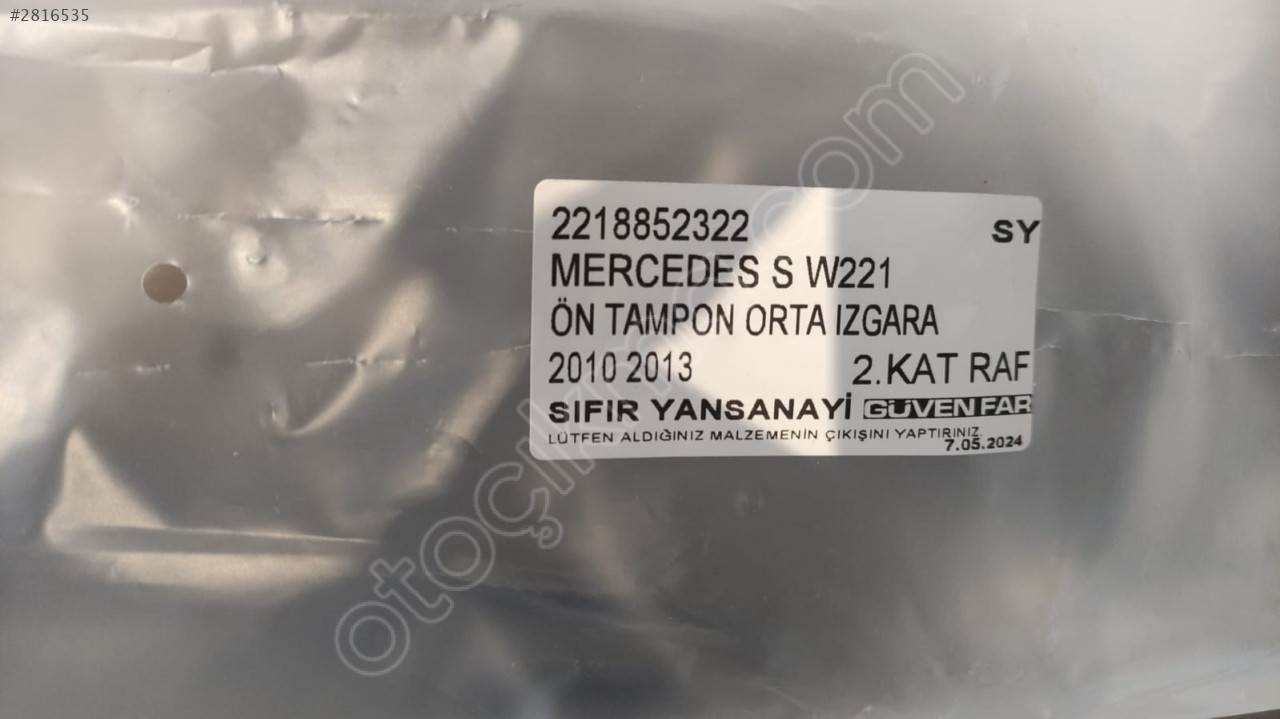 #2816535
2218852322 SY
MERCEDES S W221
ÖN TAMPON ORTA IZGARA
2010 2013 2.KAT RAF
SIFIR YANSANAYİ GÜVEN FAR
LÜTFEN ALDIĞINIZ MALZEMENİN ÇIKIŞINI YAPTIRINIZ
7.05.2024
otoçıkma.com